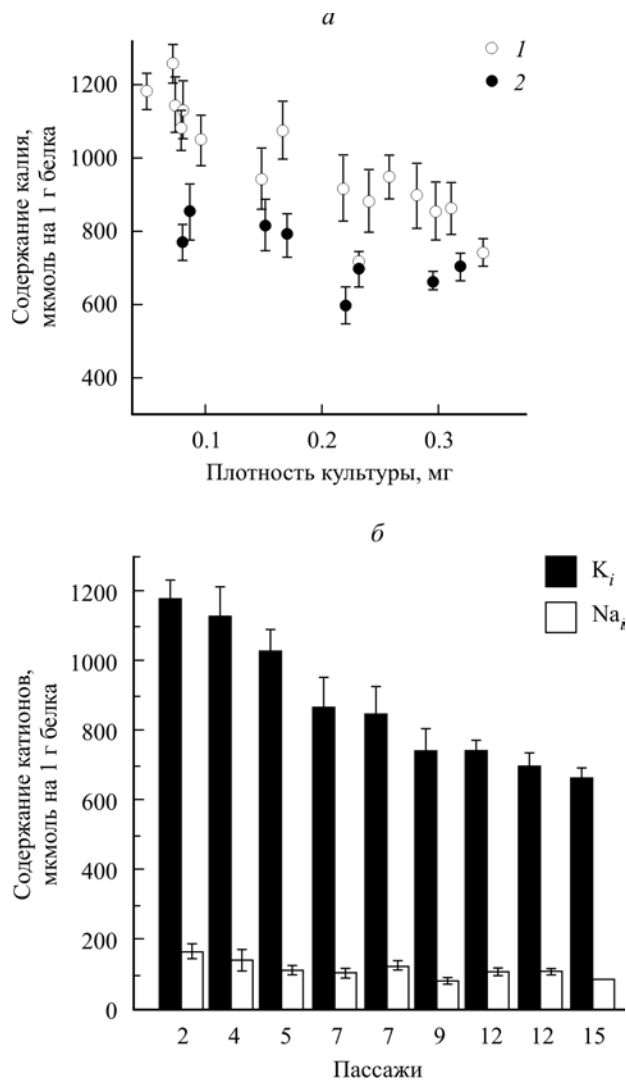 а
1
2
Содержание калия,
мкмоль на 1 г белка
1200
1000
800
600
400
0.1 0.2 0.3
Плотность культуры, мг
б
K i
Na i
Содержание катионов,
мкмоль на 1 г белка
1200
1000
800
600
400
200
0
2 4 5 7 7 9 12 12 15
Пассажи